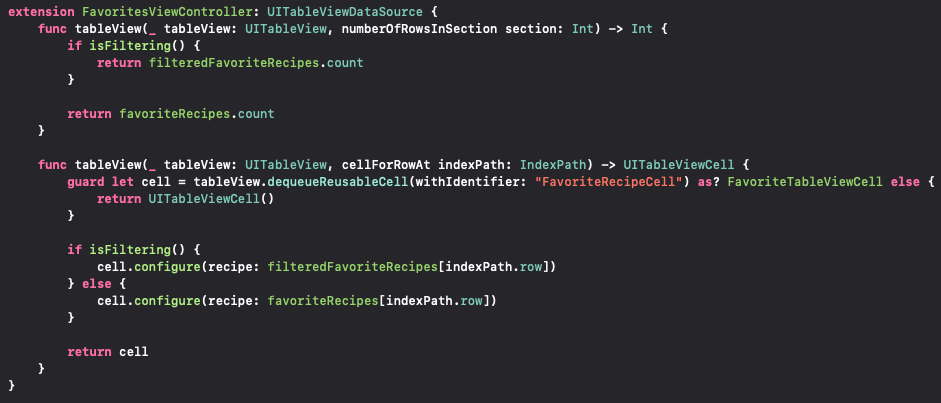 extension FavoritesViewController: UITableViewDataSource {
    func tableView(_ tableView: UITableView, numberOfRowsInSection section: Int) -> Int {
        if isFiltering() {
            return filteredFavoriteRecipes.count
        }

        return favoriteRecipes.count
    }

    func tableView(_ tableView: UITableView, cellForRowAt indexPath: IndexPath) -> UITableViewCell {
        guard let cell = tableView.dequeueReusableCell(withIdentifier: "FavoriteRecipeCell") as? FavoriteTableViewCell else {
            return UITableViewCell()
        }

        if isFiltering() {
            cell.configure(recipe: filteredFavoriteRecipes[indexPath.row])
        } else {
            cell.configure(recipe: favoriteRecipes[indexPath.row])
        }

        return cell
    }
}